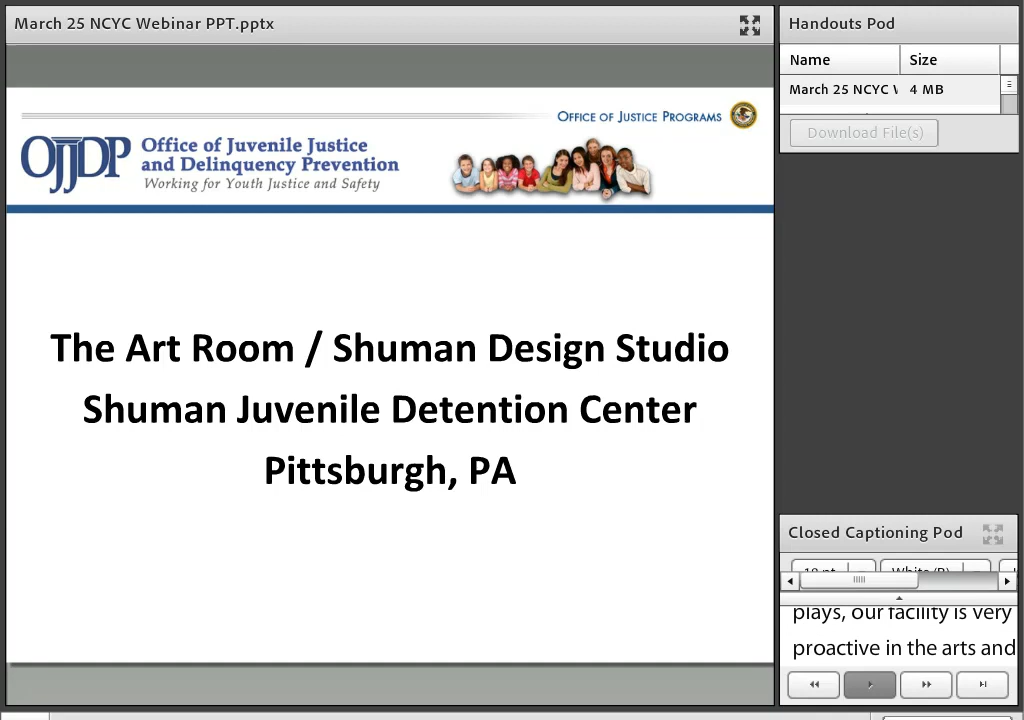 March 25 NCYC Webinar PPT.pptx
Handouts Pod
Name Size
March 25 NCYC 4 MB
Download File(s)
OFFICE OF JUSTICE PROGRAMS
OJJDP
Office of Juvenile Justice
and Delinquency Prevention
Working for Youth Justice and Safety
The Art Room / Shuman Design Studio
Shuman Juvenile Detention Center
Pittsburgh, PA
Closed Captioning Pod
plays, our facility is very
proactive in the arts and